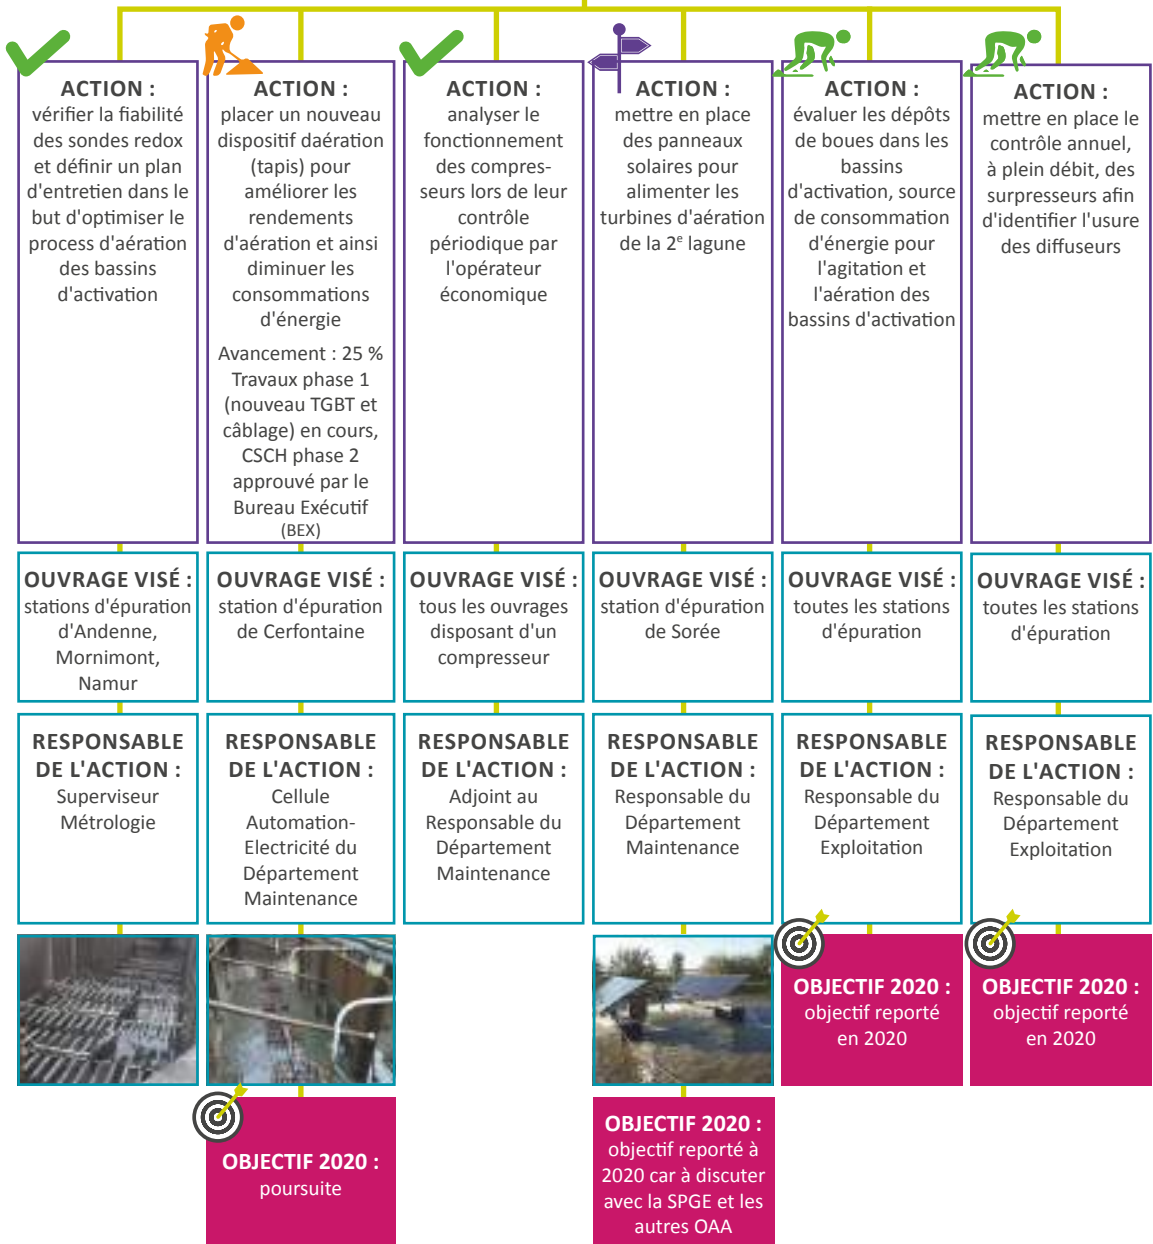 ACTION :
vérifier la fiabilité
des sondes redox
et définir un plan
d'entretien dans le
but d'optimiser le
process d'aération
des bassins
d'activation
OUVRAGE VISÉ :
stations d'épuration
d'Andenne,
Mornimont,
Namur
RESPONSABLE
DE L'ACTION :
Superviseur
Métrologie
ACTION :
placer un nouveau
dispositif daération
(tapis) pour
améliorer les
rendements
d'aération et ainsi
diminuer les
consommations
d'énergie
Avancement : 25 %
Travaux phase 1
(nouveau TGBT et
câblage) en cours,
CSCH phase 2
approuvé par le
Bureau Exécutif
(BEX)
OUVRAGE VISÉ :
station d'épuration
de Cerfontaine
RESPONSABLE
DE L'ACTION :
Cellule
Automation-
Electricité du
Département
Maintenance
OBJECTIF 2020 :
poursuite
ACTION :
analyser le
fonctionnement
des compres-
seurs lors de leur
contrôle
périodique par
l'opérateur
économique
OUVRAGE VISÉ :
tous les ouvrages
disposant d'un
compresseur
RESPONSABLE
DE L'ACTION :
Adjoint au
Responsable du
Département
Maintenance
ACTION :
mettre en place
des panneaux
solaires pour
alimenter les
turbines d'aération
de la 2e lagune
OUVRAGE VISÉ :
station d'épuration
de Sorée
RESPONSABLE
DE L'ACTION :
Responsable du
Département
Maintenance
OBJECTIF 2020 :
objectif reporté à
2020 car à discuter
avec la SPGE et les
autres OAA
ACTION :
évaluer les dépôts
de boues dans les
bassins
d'activation, source
de consommation
d'énergie pour
l'agitation et
l'aération des
bassins d'activation
OUVRAGE VISÉ :
toutes les stations
d'épuration
RESPONSABLE
DE L'ACTION :
Responsable du
Département
Exploitation
OBJECTIF 2020 :
objectif reporté
en 2020
ACTION :
mettre en place le
contrôle annuel,
à plein débit, des
surpresseurs afin
d'identifier l'usure
des diffuseurs
OUVRAGE VISÉ :
toutes les stations
d'épuration
RESPONSABLE
DE L'ACTION :
Responsable du
Département
Exploitation
OBJECTIF 2020 :
objectif reporté
en 2020